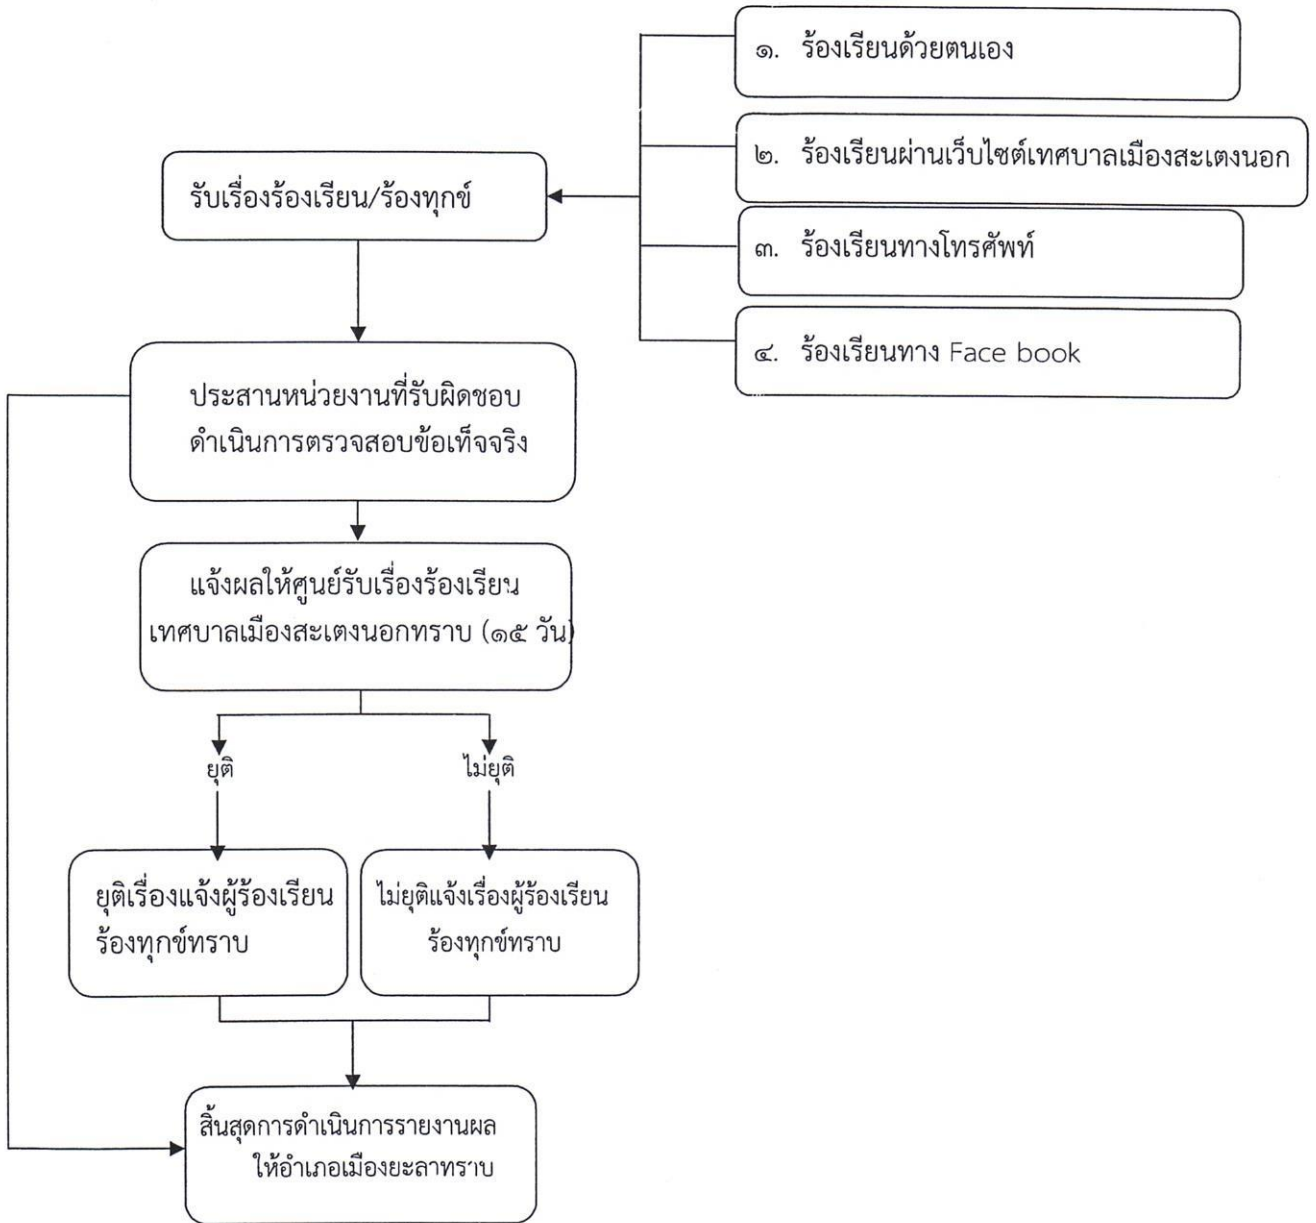 ๑. ร้องเรียนด้วยตนเอง
๒. ร้องเรียนผ่านเว็บไซต์เทศบาลเมืองสะเตงนอก
รับเรื่องร้องเรียน/ร้องทุกข์
๓. ร้องเรียนทางโทรศัพท์
๔. ร้องเรียนทาง Face book
ประสานหน่วยงานที่รับผิดชอบ
ดำเนินการตรวจสอบข้อเท็จจริง
แจ้งผลให้ศูนย์รับเรื่องร้องเรียน
เทศบาลเมืองสะเตงนอกทราบ (๑๕ วัน)
ยุติ
ไม่ยุติ
ยุติเรื่องแจ้งผู้ร้องเรียน
ร้องทุกข์ทราบ
ไม่ยุติแจ้งเรื่องผู้ร้องเรียน
ร้องทุกข์ทราบ
สิ้นสุดการดำเนินการรายงานผล
ให้อำเภอเมืองยะลาทราบ